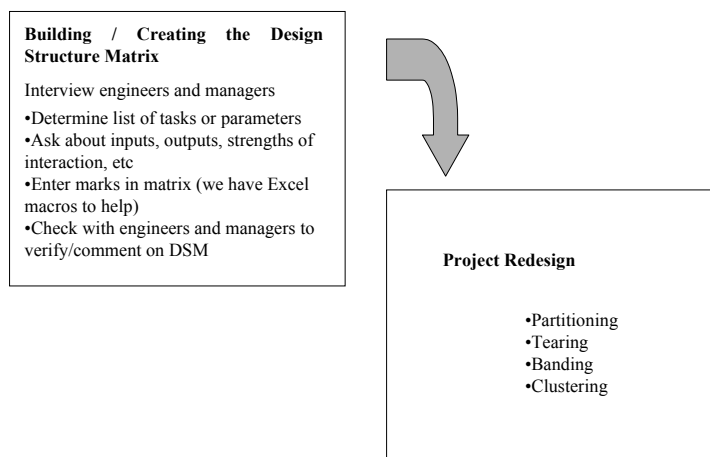 Building / Creating the Design
Structure Matrix
Interview engineers and managers
•Determine list of tasks or parameters
•Ask about inputs, outputs, strengths of
interaction, etc
•Enter marks in matrix (we have Excel
macros to help)
•Check with engineers and managers to
verify/comment on DSM
Project Redesign
•Partitioning
•Tearing
•Banding
•Clustering